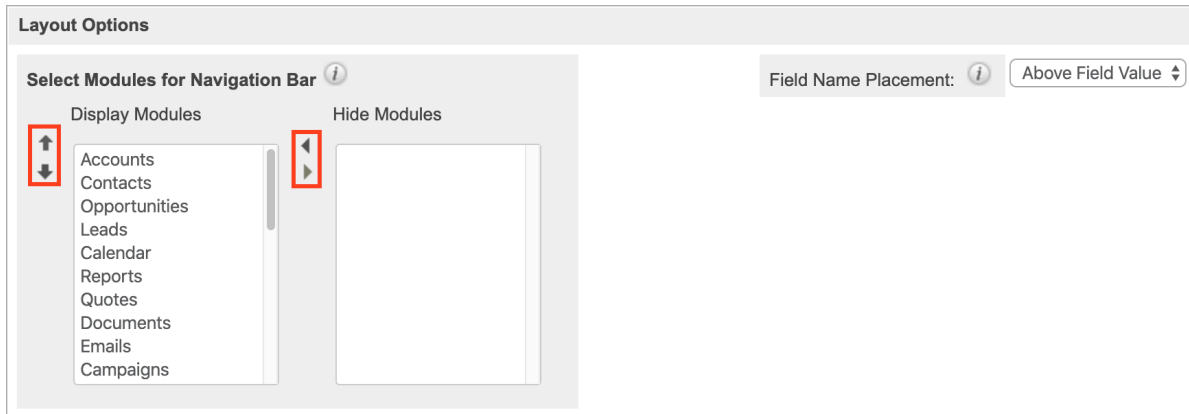 Layout Options
Select Modules for Navigation Bar i
Field Name Placement: i Above Field Value
Display Modules Hide Modules
Accounts
Contacts
Opportunities
Leads
Calendar
Reports
Quotes
Documents
Emails
Campaigns